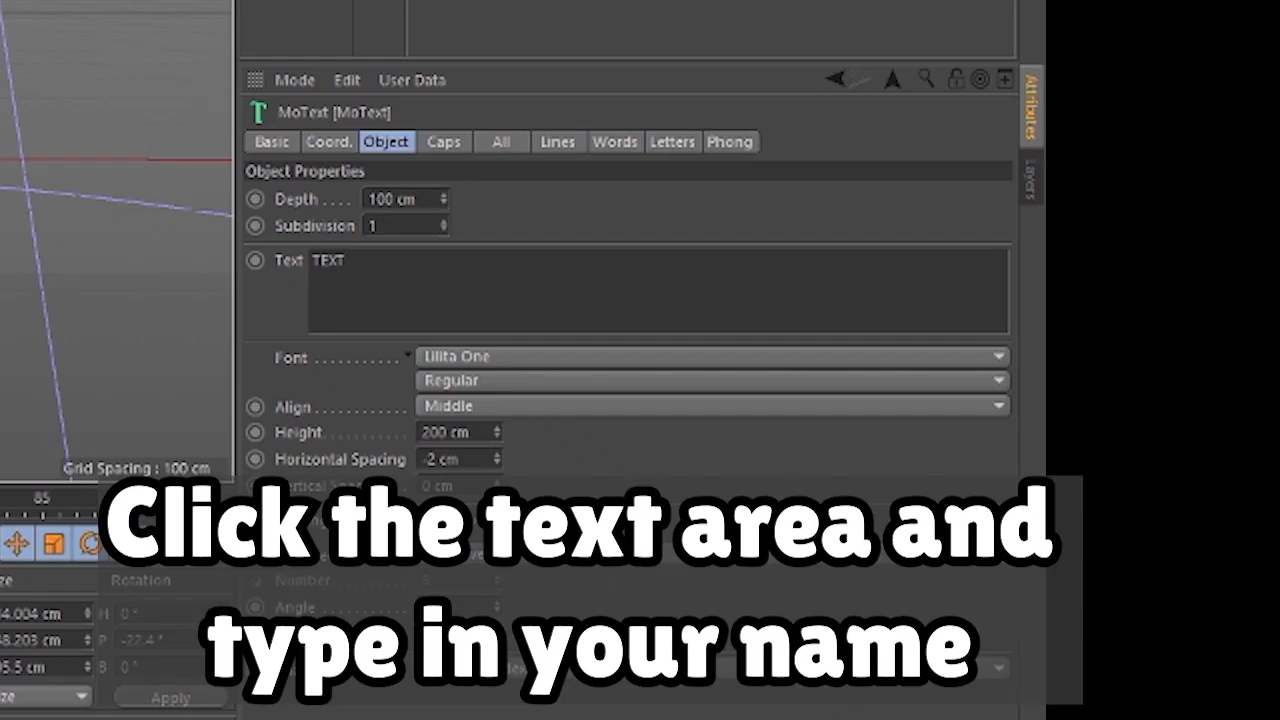 Mode Edit User Data
Attributes
Layers
MoText [MoText]
Basic Coord. Object Caps All Lines Words Letters Phong
Object Properties
Depth . . . . 100 cm
Subdivision 1
Text TEXT
Font . . . . . . . . . . . Lilita One
Regular
Align . . . . . . . . . . . . Middle
Height . . . . . . . . . . 200 cm
Horizontal Spacing -2 cm
0 cm
Grid Spacing : 100 cm
85
Click the text area and
type in your name
Rotation
Number
Angle
4.004 cm H 0 °
8.203 cm P -22.4 °
5.5 cm B 0 °
Apply